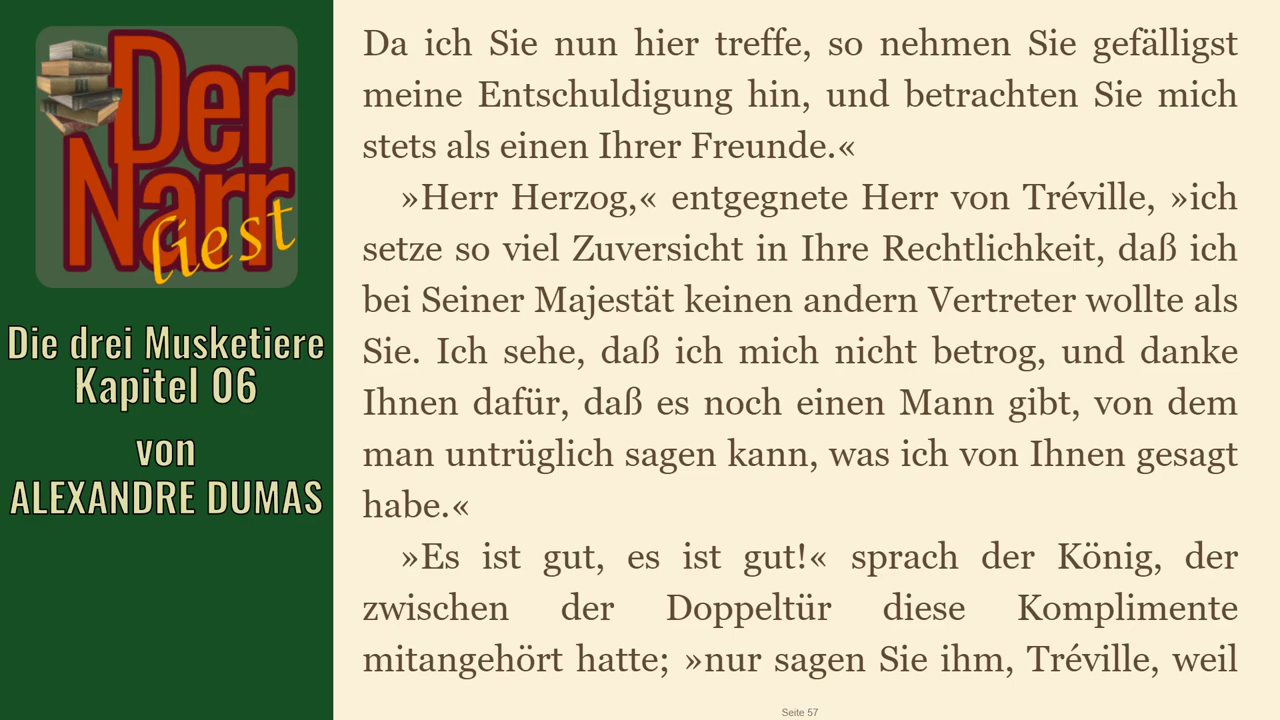 Der
Narr
liest
Die drei Musketiere
Kapitel 06
von
ALEXANDRE DUMAS
Da ich Sie nun hier treffe, so nehmen Sie gefälligst
meine Entschuldigung hin, und betrachten Sie mich
stets als einen Ihrer Freunde.«
»Herr Herzog,« entgegnete Herr von Tréville, »ich
setze so viel Zuversicht in Ihre Rechtlichkeit, daß ich
bei Seiner Majestät keinen andern Vertreter wollte als
Sie. Ich sehe, daß ich mich nicht betrog, und danke
Ihnen dafür, daß es noch einen Mann gibt, von dem
man untrüglich sagen kann, was ich von Ihnen gesagt
habe.«
»Es ist gut, es ist gut!« sprach der König, der
zwischen der Doppeltür diese Komplimente
mitangehört hatte; »nur sagen Sie ihm, Tréville, weil
Seite 57